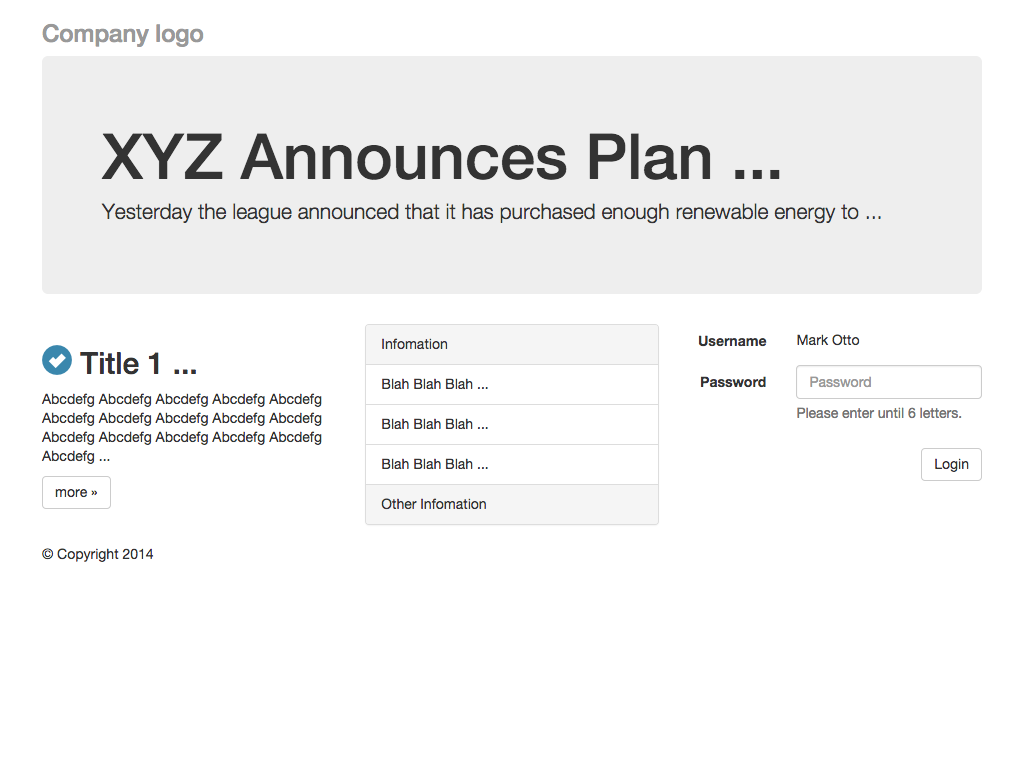 Company logo
XYZ Announces Plan ...
Yesterday the league announced that it has purchased enough renewable energy to ...
Title 1 ...
Abcdefg Abcdefg Abcdefg Abcdefg Abcdefg
Abcdefg Abcdefg Abcdefg Abcdefg Abcdefg
Abcdefg Abcdefg Abcdefg Abcdefg Abcdefg
Abcdefg ...
more »
Infomation
Blah Blah Blah ...
Blah Blah Blah ...
Blah Blah Blah ...
Other Infomation
Username Mark Otto
Password Password
Please enter until 6 letters.
Login
© Copyright 2014